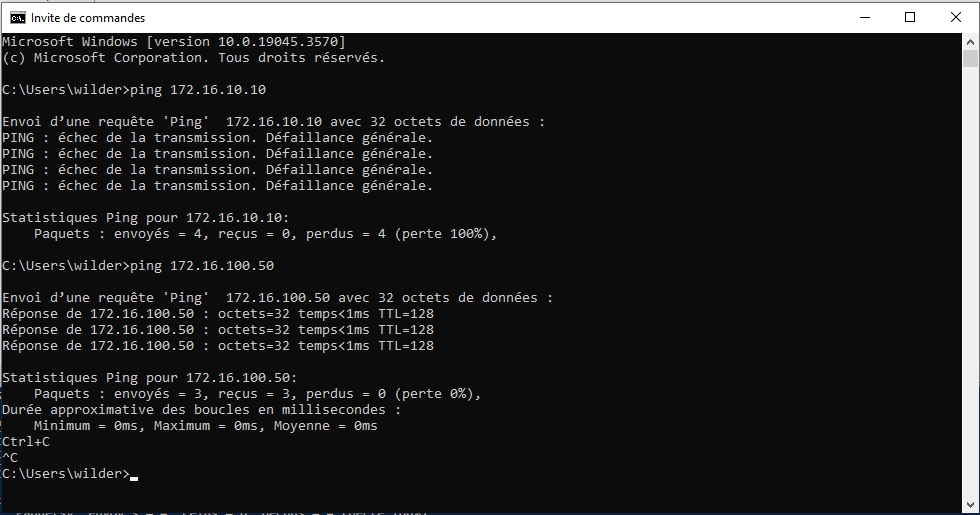 Invite de commandes
Microsoft Windows [version 10.0.19045.3570]
(c) Microsoft Corporation. Tous droits réservés.
C:\Users\wilder>ping 172.16.10.10
Envoi d’une requête 'Ping'  172.16.10.10 avec 32 octets de données :
PING : échec de la transmission. Défaillance générale.
PING : échec de la transmission. Défaillance générale.
PING : échec de la transmission. Défaillance générale.
PING : échec de la transmission. Défaillance générale.
Statistiques Ping pour 172.16.10.10:
    Paquets : envoyés = 4, reçus = 0, perdus = 4 (perte 100%),
C:\Users\wilder>ping 172.16.100.50
Envoi d’une requête 'Ping'  172.16.100.50 avec 32 octets de données :
Réponse de 172.16.100.50 : octets=32 temps<1ms TTL=128
Réponse de 172.16.100.50 : octets=32 temps<1ms TTL=128
Réponse de 172.16.100.50 : octets=32 temps<1ms TTL=128
Statistiques Ping pour 172.16.100.50:
    Paquets : envoyés = 3, reçus = 3, perdus = 0 (perte 0%),
Durée approximative des boucles en millisecondes :
    Minimum = 0ms, Maximum = 0ms, Moyenne = 0ms
Ctrl+C
^C
C:\Users\wilder>